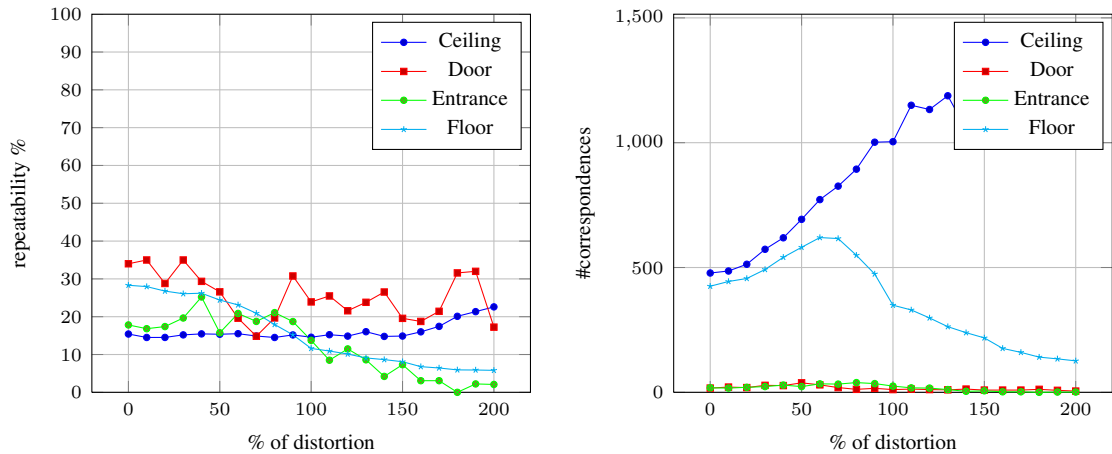 100
90
80
70
60
50
40
30
20
10
0
repeatability %
0
50
100
150
200
% of distortion
Ceiling
Door
Entrance
Floor
1,500
1,000
500
0
#correspondences
0
50
100
150
200
% of distortion
Ceiling
Door
Entrance
Floor